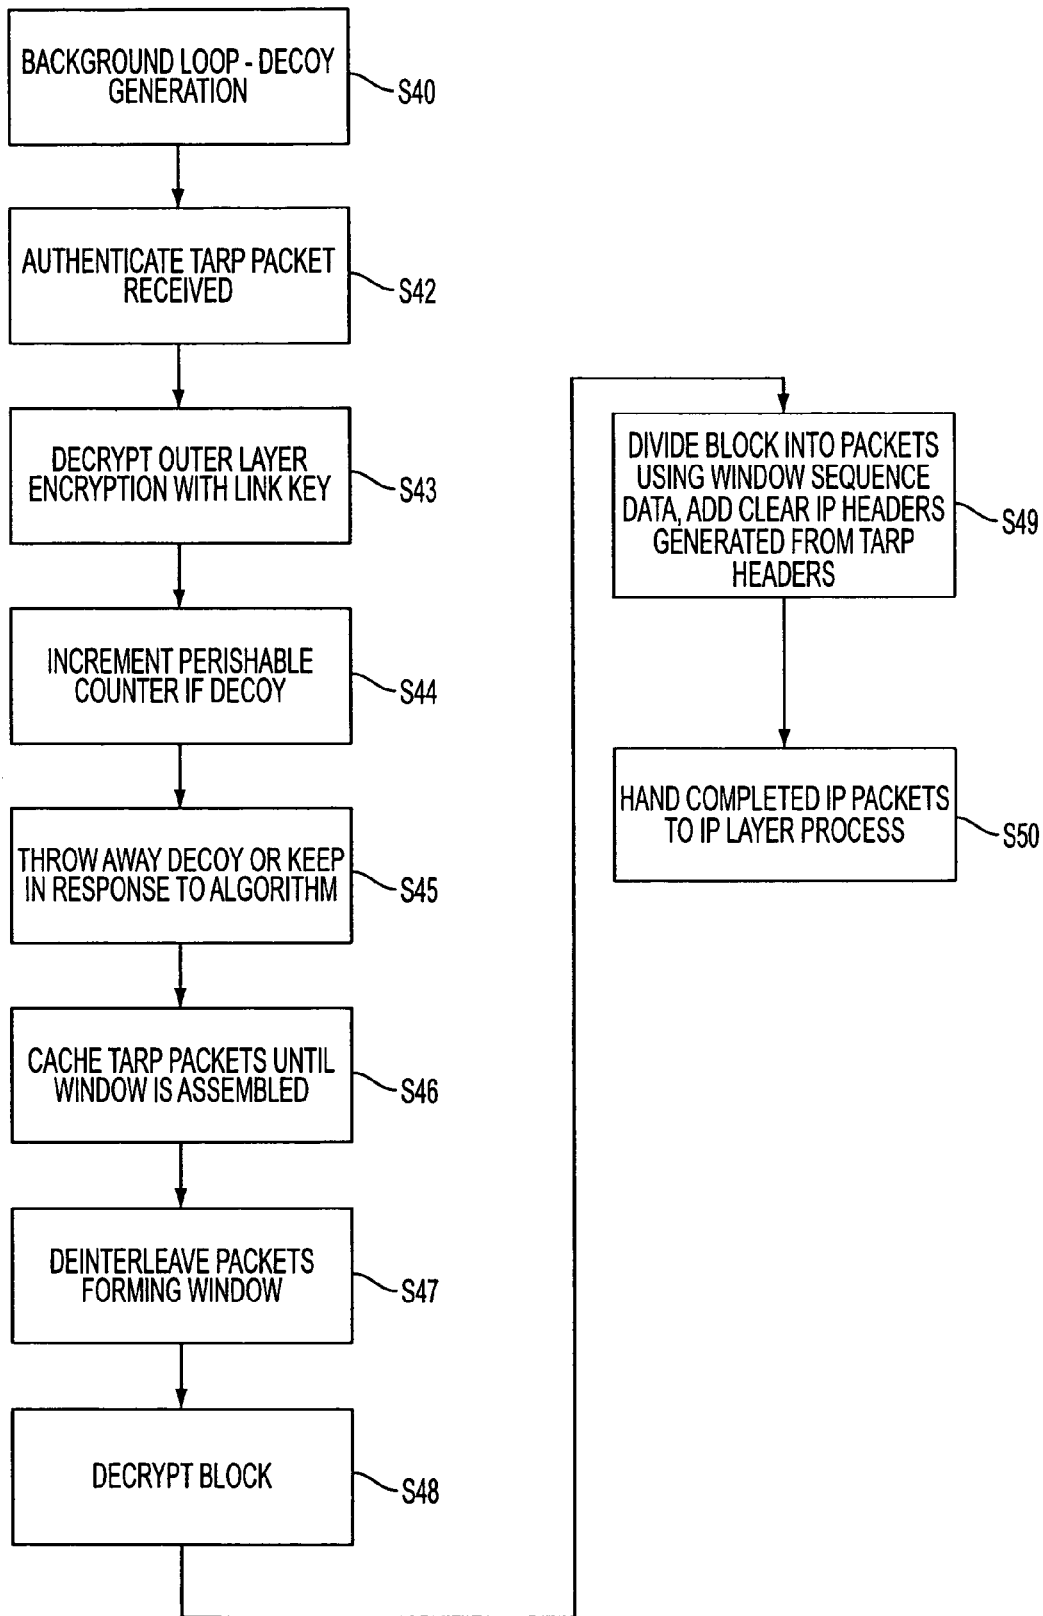 BACKGROUND LOOP - DECOY
GENERATION
S40
AUTHENTICATE TARP PACKET
RECEIVED
S42
DECRYPT OUTER LAYER
ENCRYPTION WITH LINK KEY
S43
INCREMENT PERISHABLE
COUNTER IF DECOY
S44
THROW AWAY DECOY OR KEEP
IN RESPONSE TO ALGORITHM
S45
CACHE TARP PACKETS UNTIL
WINDOW IS ASSEMBLED
S46
DEINTERLEAVE PACKETS
FORMING WINDOW
S47
DECRYPT BLOCK
S48
DIVIDE BLOCK INTO PACKETS
USING WINDOW SEQUENCE
DATA, ADD CLEAR IP HEADERS
GENERATED FROM TARP
HEADERS
S49
HAND COMPLETED IP PACKETS
TO IP LAYER PROCESS
S50